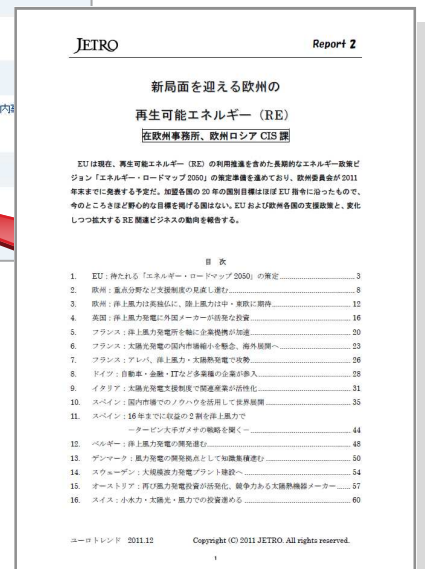 内
JETRO
Report 2
新局面を迎える欧州の
再生可能エネルギー（RE）
在欧州事務所、欧州ロシア CIS 課
EU は現在、再生可能エネルギー（RE）の利用推進を含めた長期的なエネルギー政策ビ
ジョン「エネルギー・ロードマップ 2050」の策定準備を進めており、欧州委員会が 2011
年末までに発表する予定だ。加盟各国の 20 年の国別目標はほぼ EU 指令に沿ったもので、
今のところさほど野心的な目標を掲げる国はない。EU および欧州各国の支援政策と、変化
しつつ拡大する RE 関連ビジネスの動向を報告する。
目 次
1. EU：待たれる「エネルギー・ロードマップ 2050」の策定 3
2. 欧州：重点分野など支援制度の見直し進む 8
3. 欧州：洋上風力は英独仏に、陸上風力は中・東欧に期待 12
4. 英国：洋上風力発電に外国メーカーが活発な投資 16
5. フランス：洋上風力発電所を軸に企業提携が加速 20
6. フランス：太陽光発電の国内市場縮小を懸念、海外展開へ 23
7. フランス：アレバ、洋上風力・太陽熱発電で攻勢 26
8. ドイツ：自動車・金融・ITなど多業種の企業が参入 28
9. イタリア：太陽光発電支援制度で関連産業が活性化 31
10. スペイン：国内市場でのノウハウを活用して世界展開 35
11. スペイン：16 年までに収益の 2 割を洋上風力で
―タービン大手ガメサの戦略を聞く― 44
12. ベルギー：洋上風力発電の開発進む 48
13. デンマーク：風力発電の開発拠点として知識集積進む 50
14. スウェーデン：大規模波力発電プラント建設へ 54
15. オーストリア：再び風力発電投資が活発化、競争力ある太陽熱機器メーカー 57
16. スイス：小水力・太陽光・風力での投資進める 60
ユーロトレンド 2011.12 Copyright (C) 2011 JETRO. All rights reserved.
1